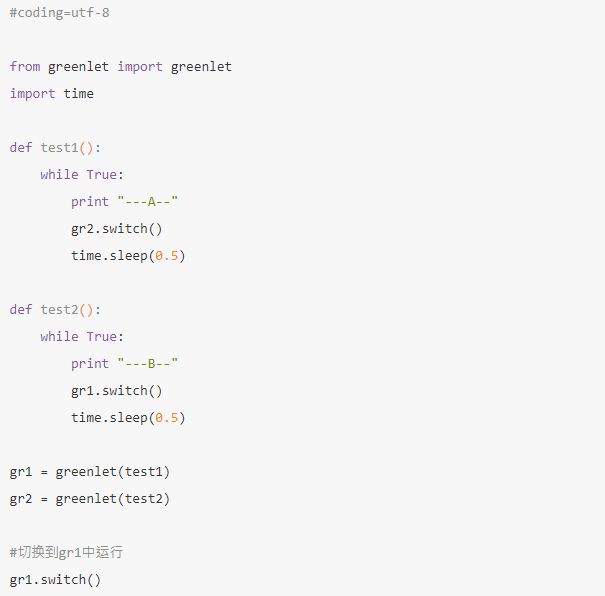 #coding=utf-8
from greenlet import greenlet
import time
def test1():
    while True:
        print "---A--"
        gr2.switch()
        time.sleep(0.5)
def test2():
    while True:
        print "---B--"
        gr1.switch()
        time.sleep(0.5)
gr1 = greenlet(test1)
gr2 = greenlet(test2)
#切换到gr1中运行
gr1.switch()